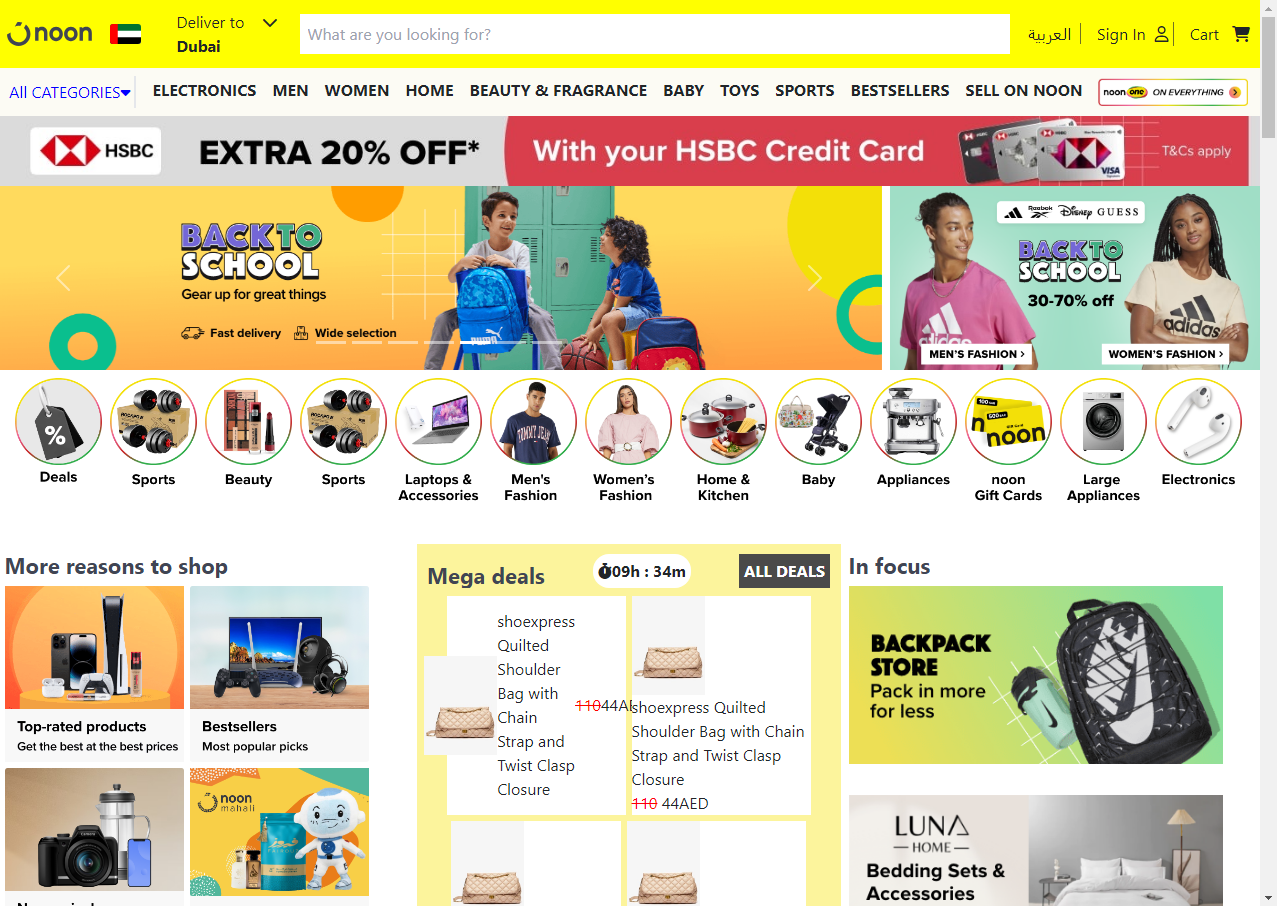 noon
Deliver to
Dubai
What are you looking for?
العربية
Sign In
Cart
All CATEGORIES
ELECTRONICS
MEN
WOMEN
HOME
BEAUTY & FRAGRANCE
BABY
TOYS
SPORTS
BESTSELLERS
SELL ON NOON
noon one ON EVERYTHING
HSBC
EXTRA 20% OFF*
With your HSBC Credit Card
VISA
T&Cs apply
BACK TO
SCHOOL
Gear up for great things
Fast delivery
Wide selection
PUMA
Reebok
Disney
GUESS
BACK TO
SCHOOL
30-70% off
adidas
adidas
MEN'S FASHION
WOMEN'S FASHION
%
TOMMY JEANS
noon
Deals
Sports
Beauty
Sports
Laptops &
Accessories
Men's
Fashion
Women's
Fashion
Home &
Kitchen
Baby
Appliances
noon
Gift Cards
Large
Appliances
Electronics
More reasons to shop
Top-rated products
Get the best at the best prices
Bestsellers
Most popular picks
noon
mahali
Mega deals
09h : 34m
ALL DEALS
shoexpress
Quilted
Shoulder
Bag with
Chain
Strap and
Twist Clasp
Closure
110 44
shoexpress Quilted
Shoulder Bag with Chain
Strap and Twist Clasp
Closure
110 44AED
In focus
BACKPACK
STORE
Pack in more
for less
LUNA
HOME
Bedding Sets &
Accessories